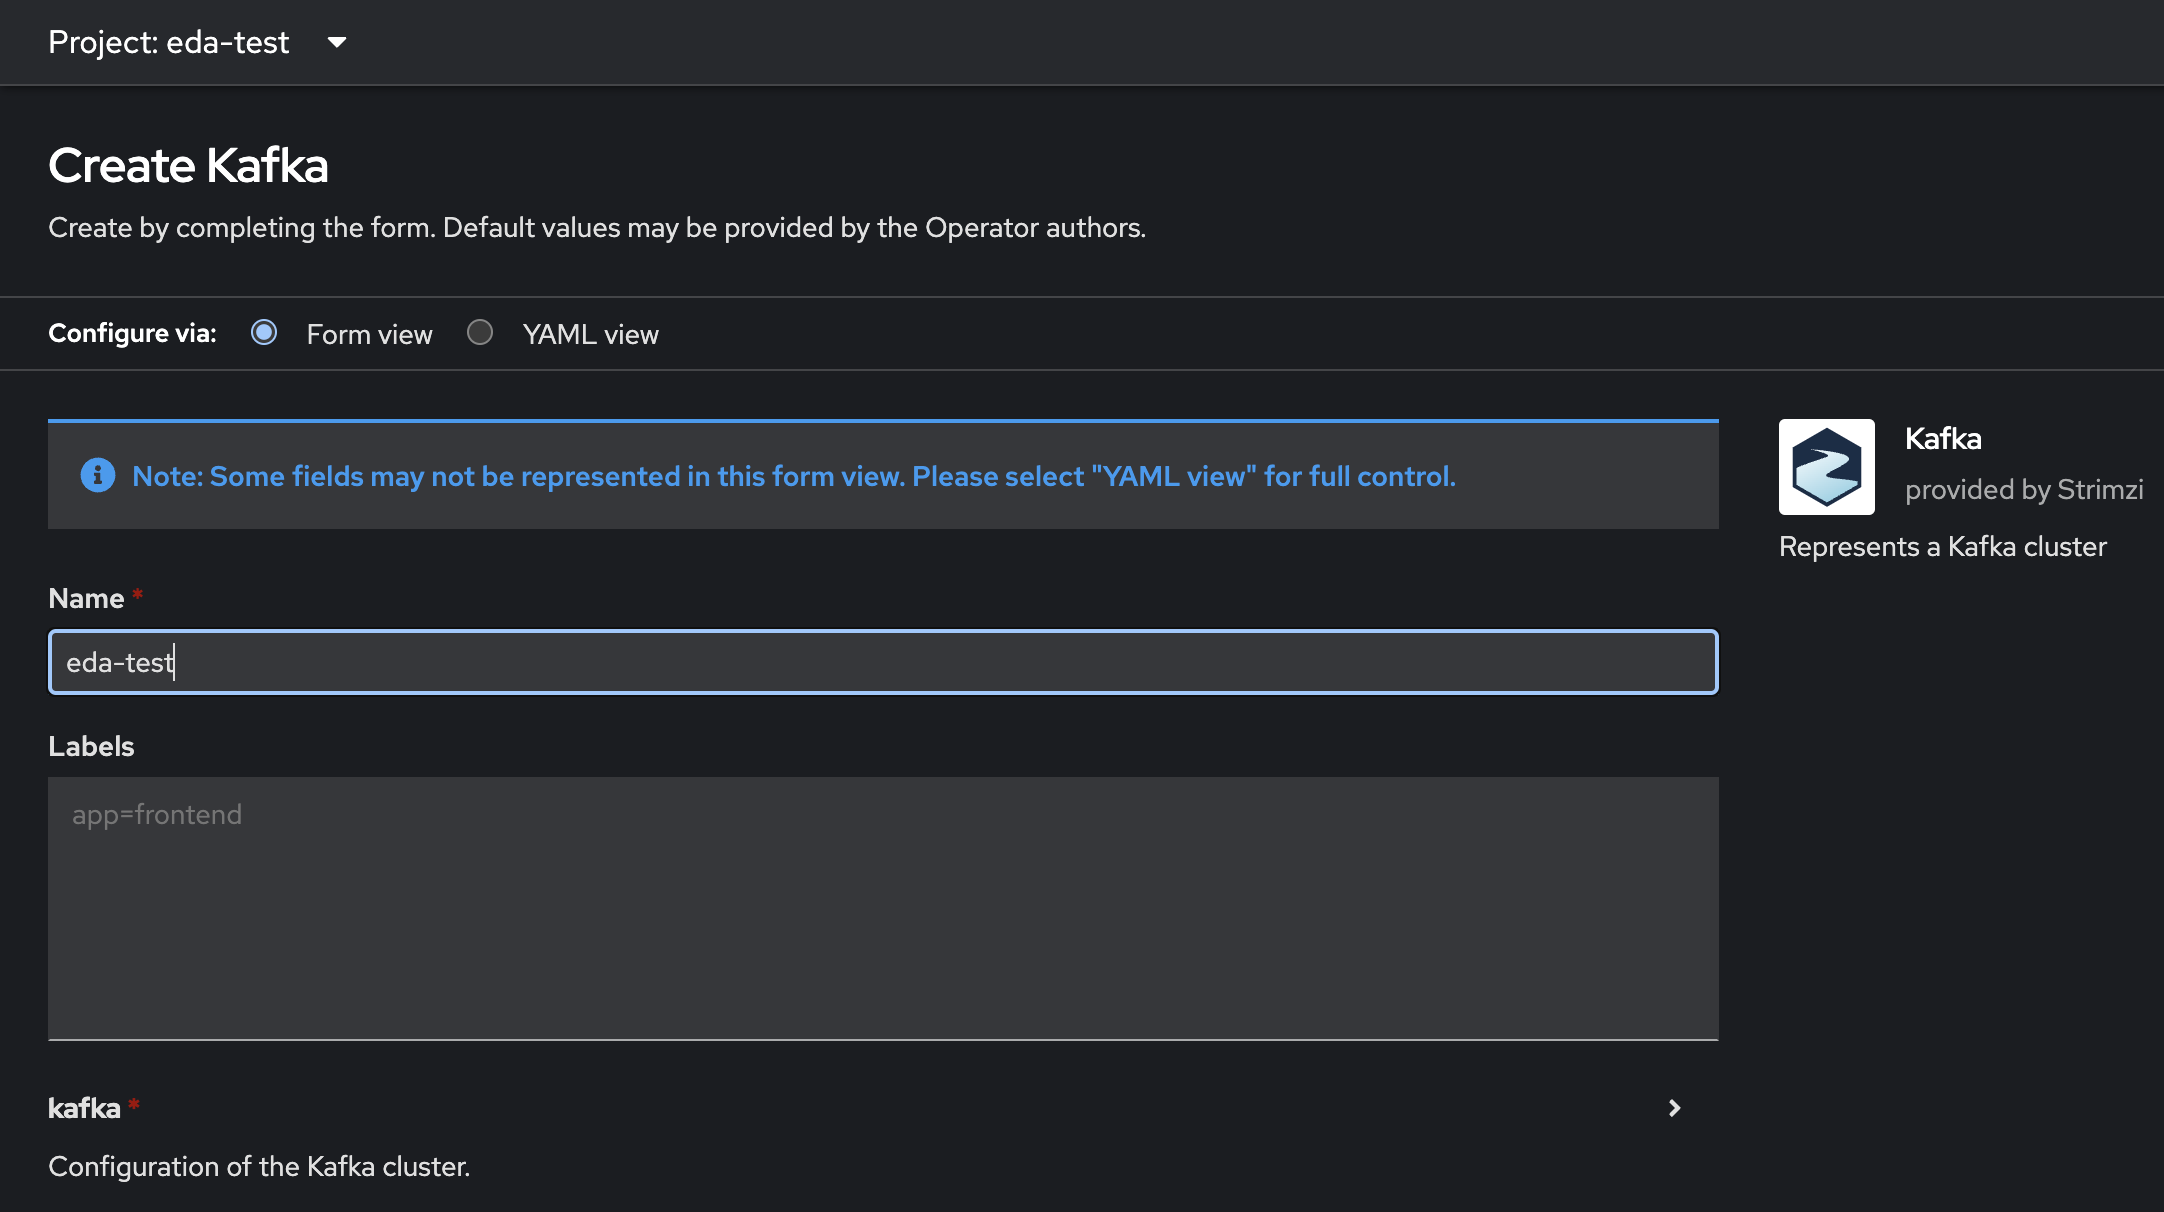 Project: eda-test
Create Kafka
Create by completing the form. Default values may be provided by the Operator authors.
Configure via:
Form view
YAML view
Note: Some fields may not be represented in this form view. Please select "YAML view" for full control.
Kafka
provided by Strimzi
Represents a Kafka cluster
Name *
eda-test
Labels
app=frontend
kafka *
Configuration of the Kafka cluster.